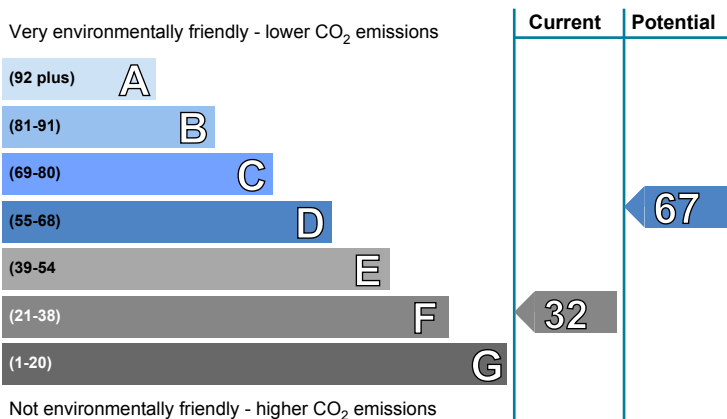 Very environmentally friendly - lower CO2 emissions
Current
Potential
(92 plus) A
(81-91) B
(69-80) C
(55-68) D
67
(39-54 E
(21-38) F
32
(1-20) G
Not environmentally friendly - higher CO2 emissions